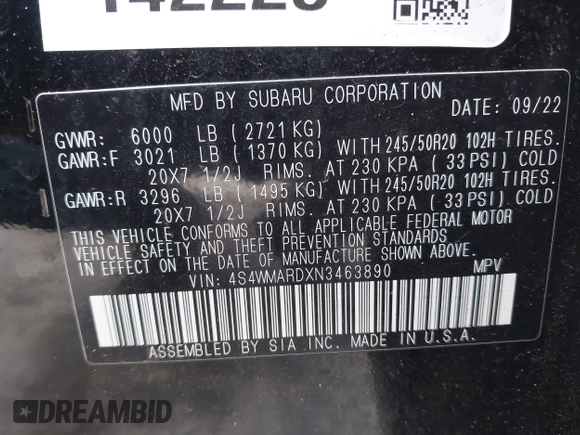 MFD BY SUBARU CORPORATION
DATE: 09/22
GVWR: 6000 LB (2721 KG)
GAWR:F 3021 LB (1370 KG) WITH 245/50R20 102H TIRES.
20X7 1/2J RIMS. AT 230 KPA (33 PSI) COLD
GAWR:R 3296 LB (1495 KG) WITH 245/50R20 102H TIRES.
20X7 1/2J RIMS. AT 230 KPA (33 PSI) COLD
THIS VEHICLE CONFORMS TO ALL APPLICABLE FEDERAL MOTOR
VEHICLE SAFETY AND THEFT PREVENTION STANDARDS
IN EFFECT ON THE DATE OF MANUFACTURE SHOWN ABOVE.
VIN: 4S4WMARDXN3463890 MPV
ASSEMBLED BY SIA INC. MADE IN U.S.A.
DREAMBID